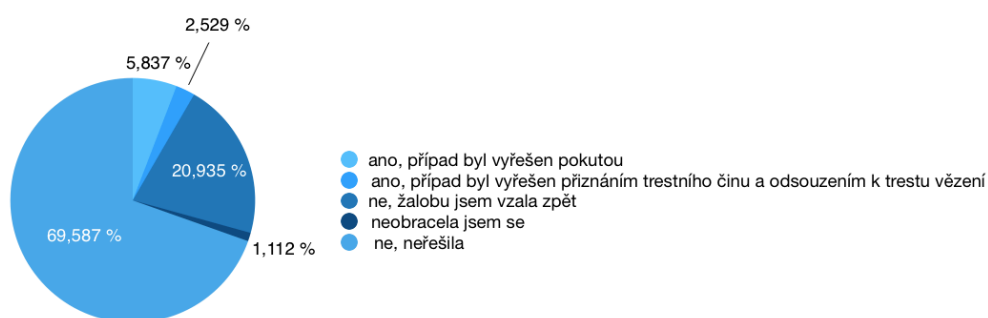 2,529 %
5,837 %
20,935 %
69,587 %
1,112 %
ano, případ byl vyřešen pokutou
ano, případ byl vyřešen přiznáním trestního činu a odsouzením k trestu vězení
ne, žalobu jsem vzala zpět
neobracela jsem se
ne, neřešila